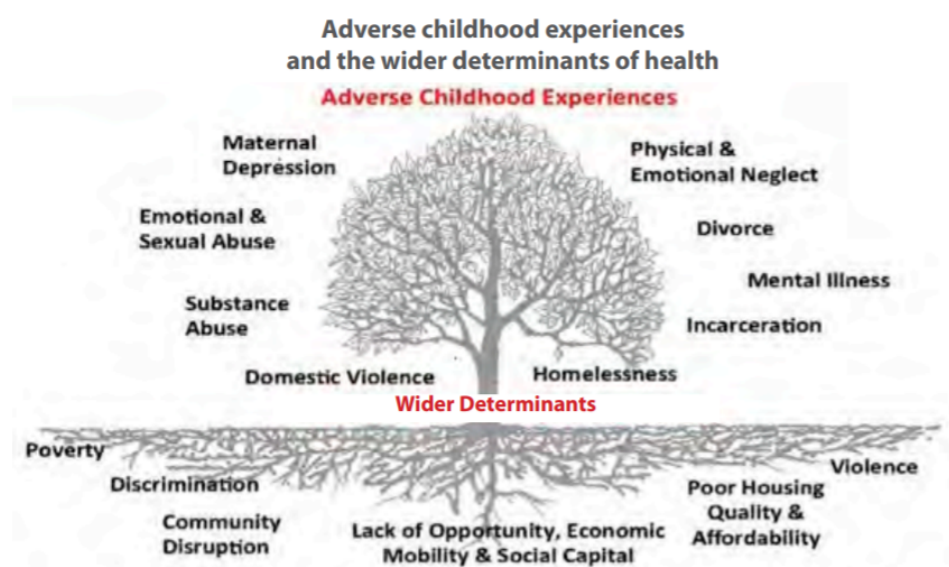 Adverse childhood experiences
and the wider determinants of health
Adverse Childhood Experiences
Maternal
Depression
Physical &
Emotional Neglect
Emotional &
Sexual Abuse
Divorce
Mental Illness
Substance
Abuse
Incarceration
Domestic Violence
Homelessness
Wider Determinants
Poverty
Violence
Discrimination
Poor Housing
Quality &
Affordability
Community
Disruption
Lack of Opportunity, Economic
Mobility & Social Capital